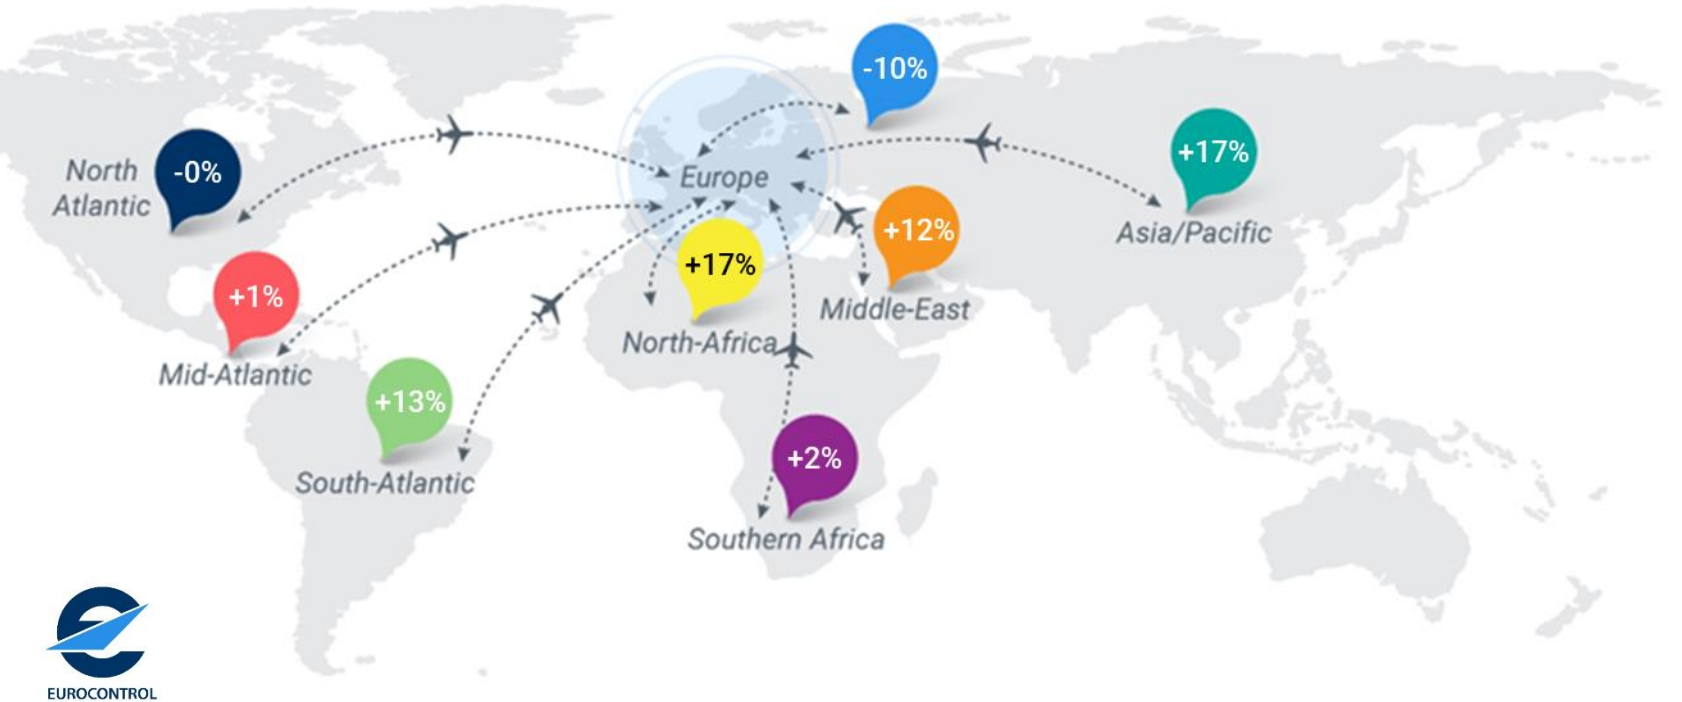 -10%
+17%
Asia/Pacific
North
Atlantic
-0%
Europe
+12%
Middle-East
+17%
North-Africa
+1%
Mid-Atlantic
+13%
South-Atlantic
+2%
Southern Africa
EUROCONTROL